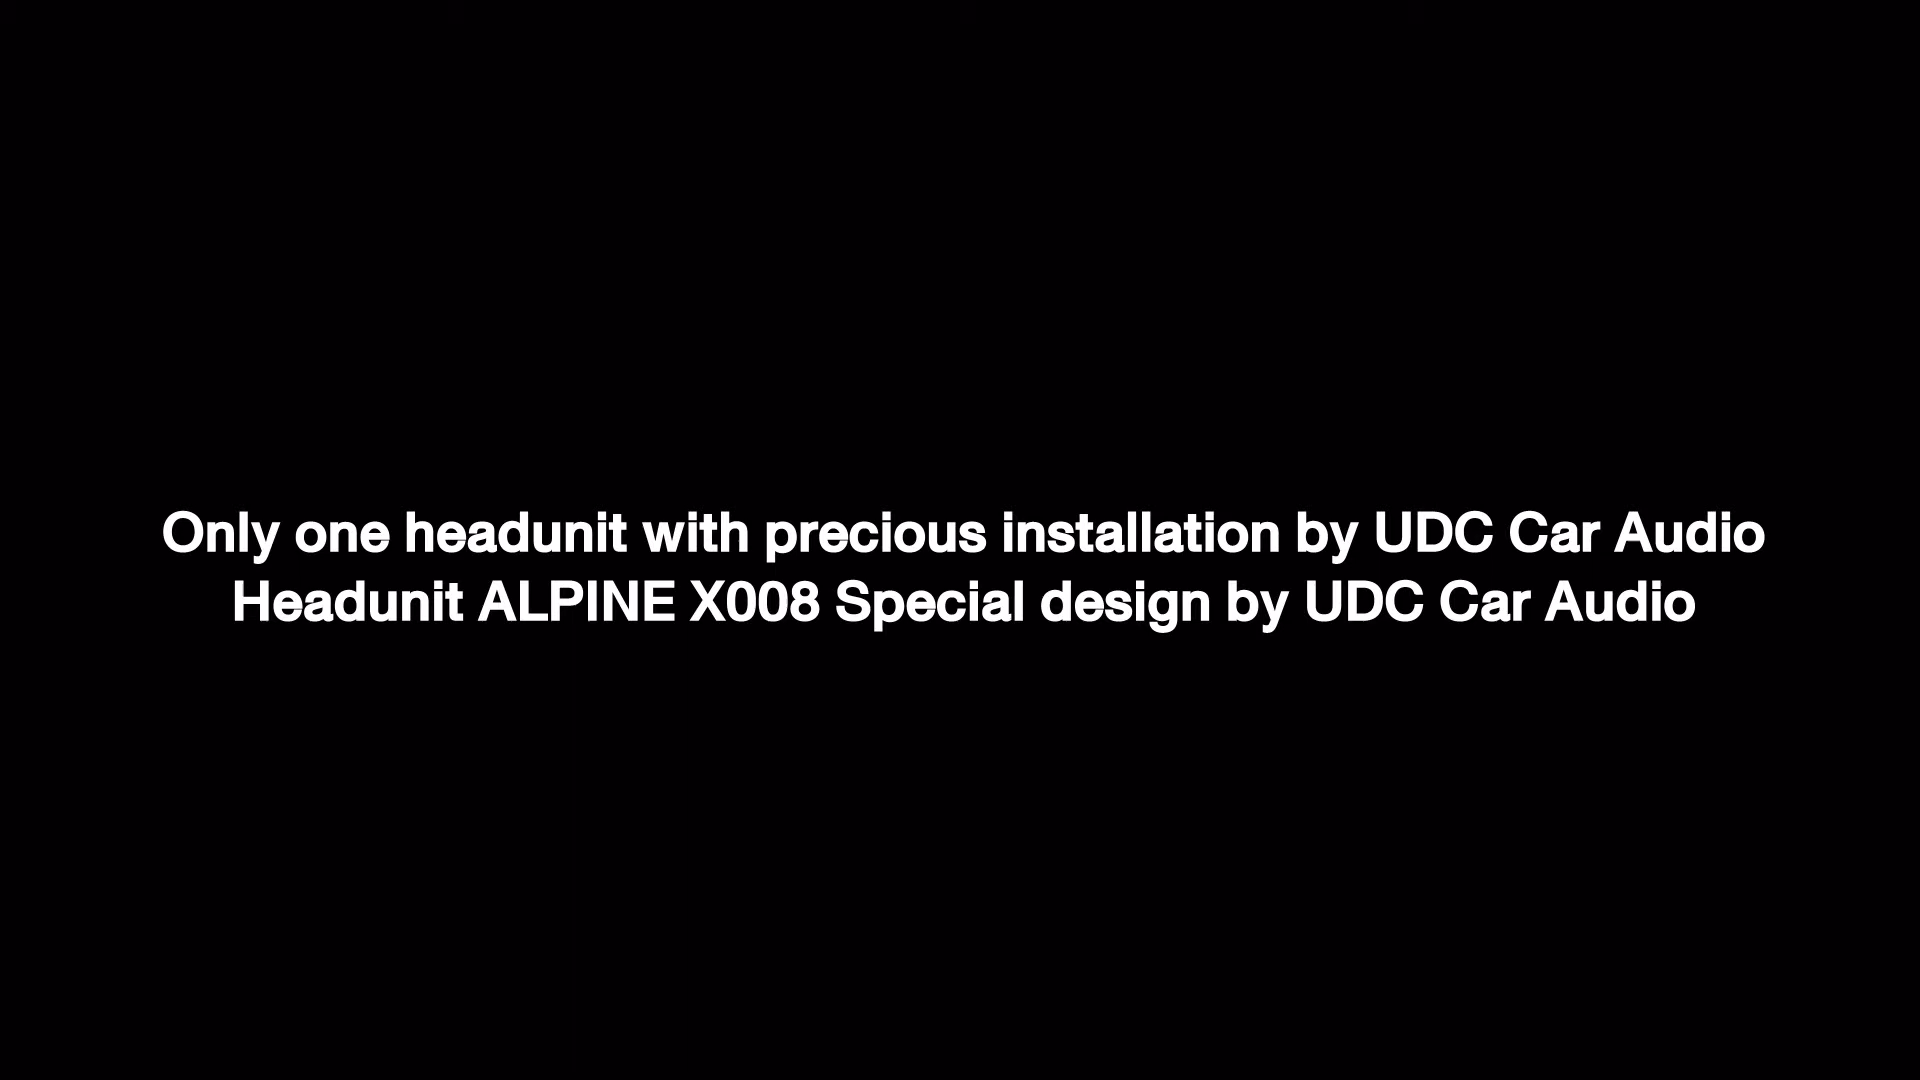 Only one headunit with precious installation by UDC Car Audio
Headunit ALPINE X008 Special design by UDC Car Audio